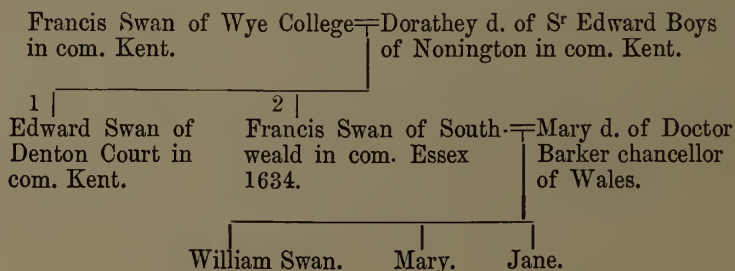 Francis Swan of Wye College=Dorathey d. of Sʳ Edward Boys
in com. Kent. of Nonington in com. Kent.
1 2
Edward Swan of Francis Swan of South-=Mary d. of Doctor
Denton Court in weald in com. Essex Barker chancellor
com. Kent. 1634. of Wales.
William Swan. Mary. Jane.